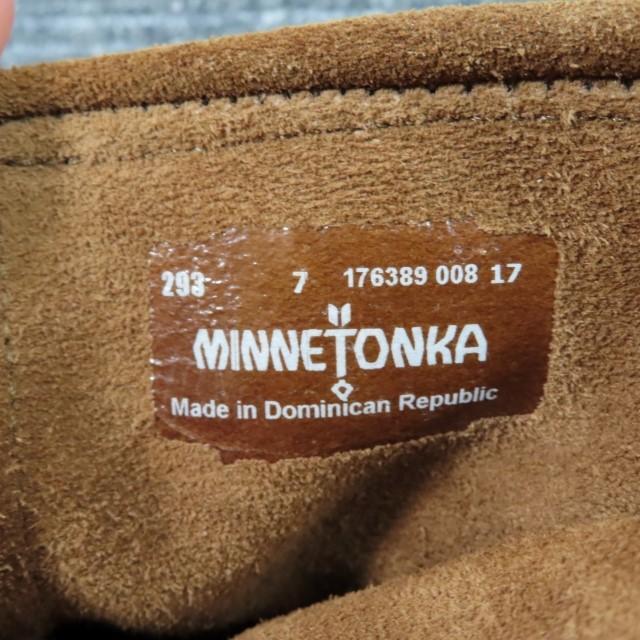 293 7 176389 008 17
MINNETONKA
Made in Dominican Republic